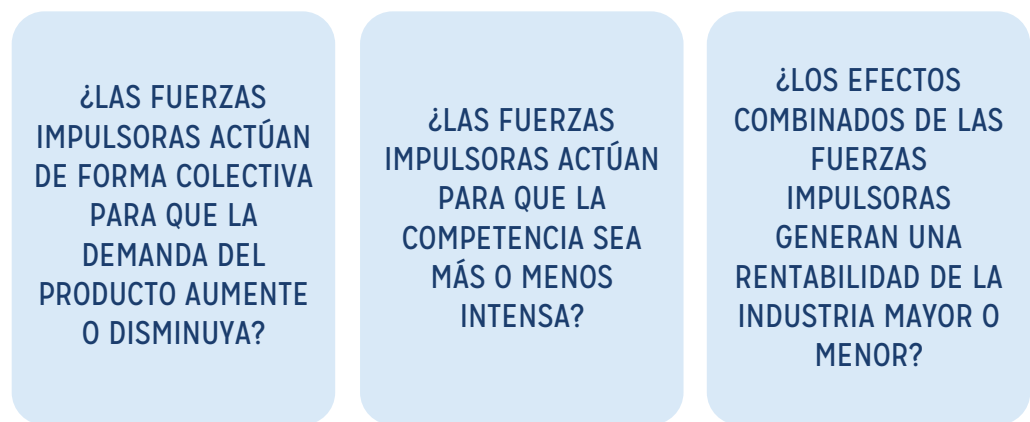 ¿LAS FUERZAS
IMPULSORAS ACTÚAN
DE FORMA COLECTIVA
PARA QUE LA
DEMANDA DEL
PRODUCTO AUMENTE
O DISMINUYA?
¿LAS FUERZAS
IMPULSORAS ACTÚAN
PARA QUE LA
COMPETENCIA SEA
MÁS O MENOS
INTENSA?
¿LOS EFECTOS
COMBINADOS DE LAS
FUERZAS
IMPULSORAS
GENERAN UNA
RENTABILIDAD DE LA
INDUSTRIA MAYOR O
MENOR?